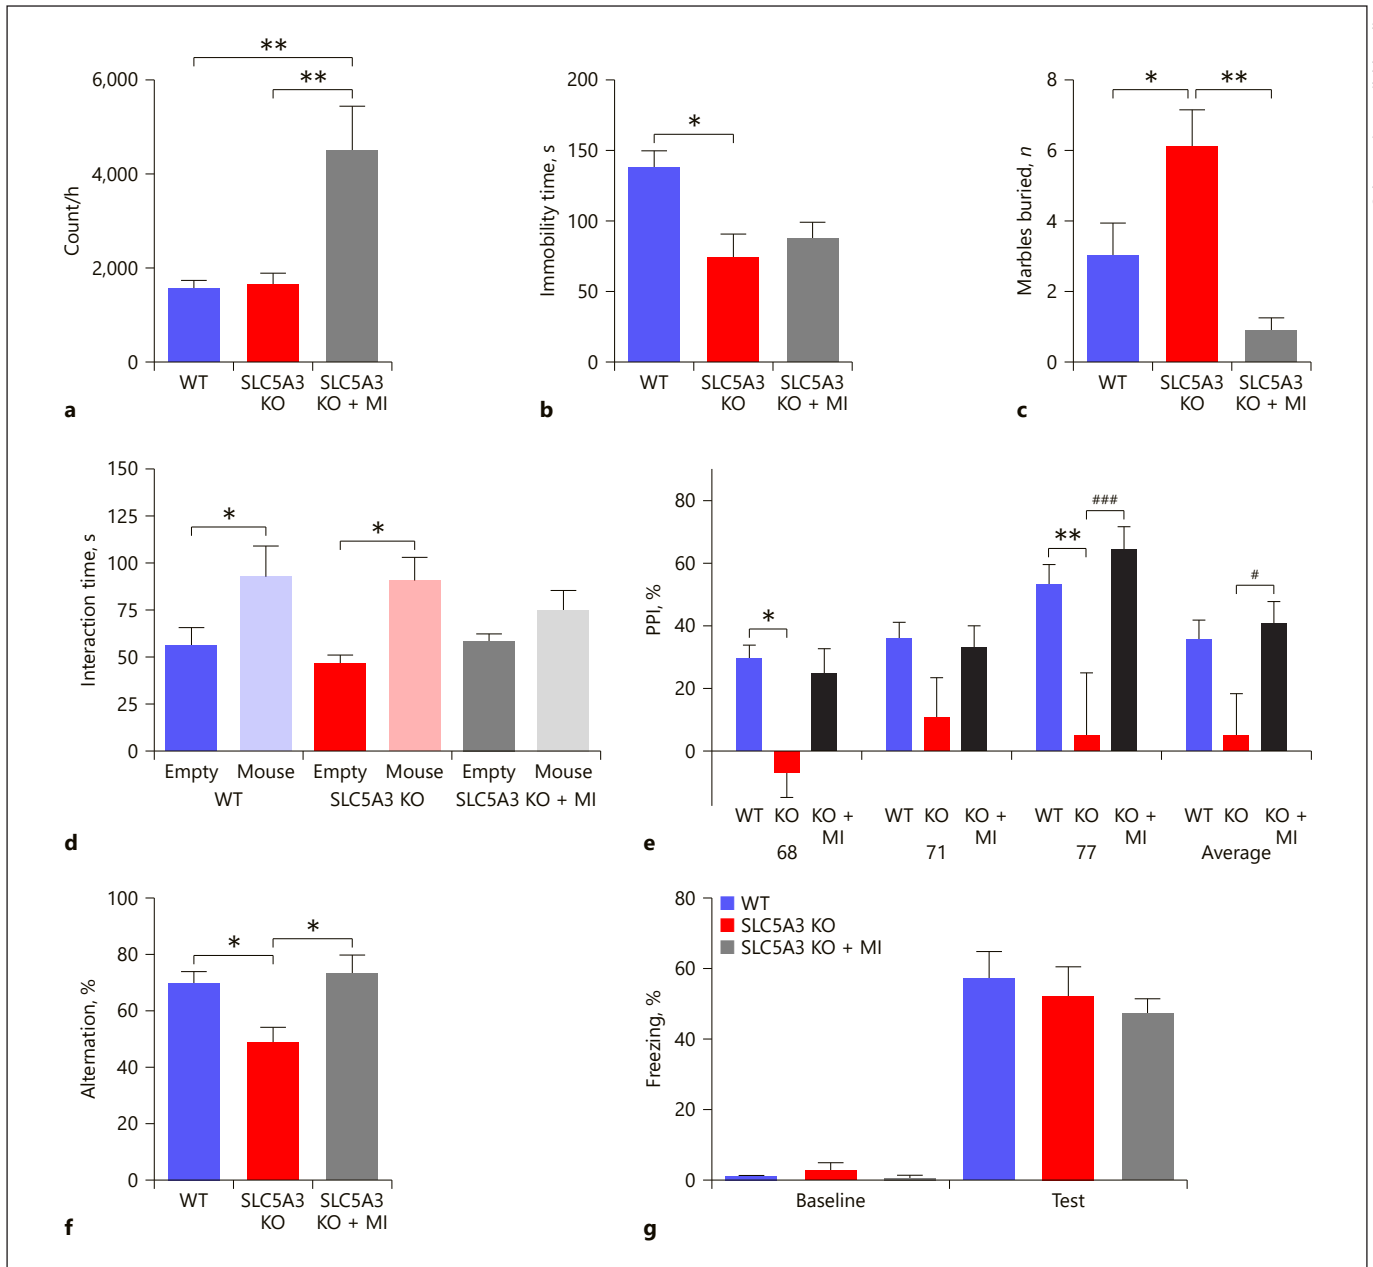 **
**
6,000
4,000
2,000
0
Count/h
WT
SLC5A3
KO
SLC5A3
KO + MI
a
200
150
100
50
0
Immobility time, s
*
WT
SLC5A3
KO
SLC5A3
KO + MI
b
8
6
4
2
0
Marbles buried, n
*
**
WT
SLC5A3
KO
SLC5A3
KO + MI
c
150
125
100
75
50
25
0
Interaction time, s
*
*
Empty Mouse Empty Mouse Empty Mouse
WT SLC5A3 KO SLC5A3 KO + MI
d
80
60
40
20
0
PPI, %
*
**
###
#
WT KO KO + MI
68
WT KO KO + MI
71
WT KO KO + MI
77
WT KO KO + MI
Average
e
100
80
60
40
20
0
Alternation, %
*
*
WT
SLC5A3
KO
SLC5A3
KO + MI
f
80
60
40
20
0
Freezing, %
WT
SLC5A3 KO
SLC5A3 KO + MI
Baseline Test
g